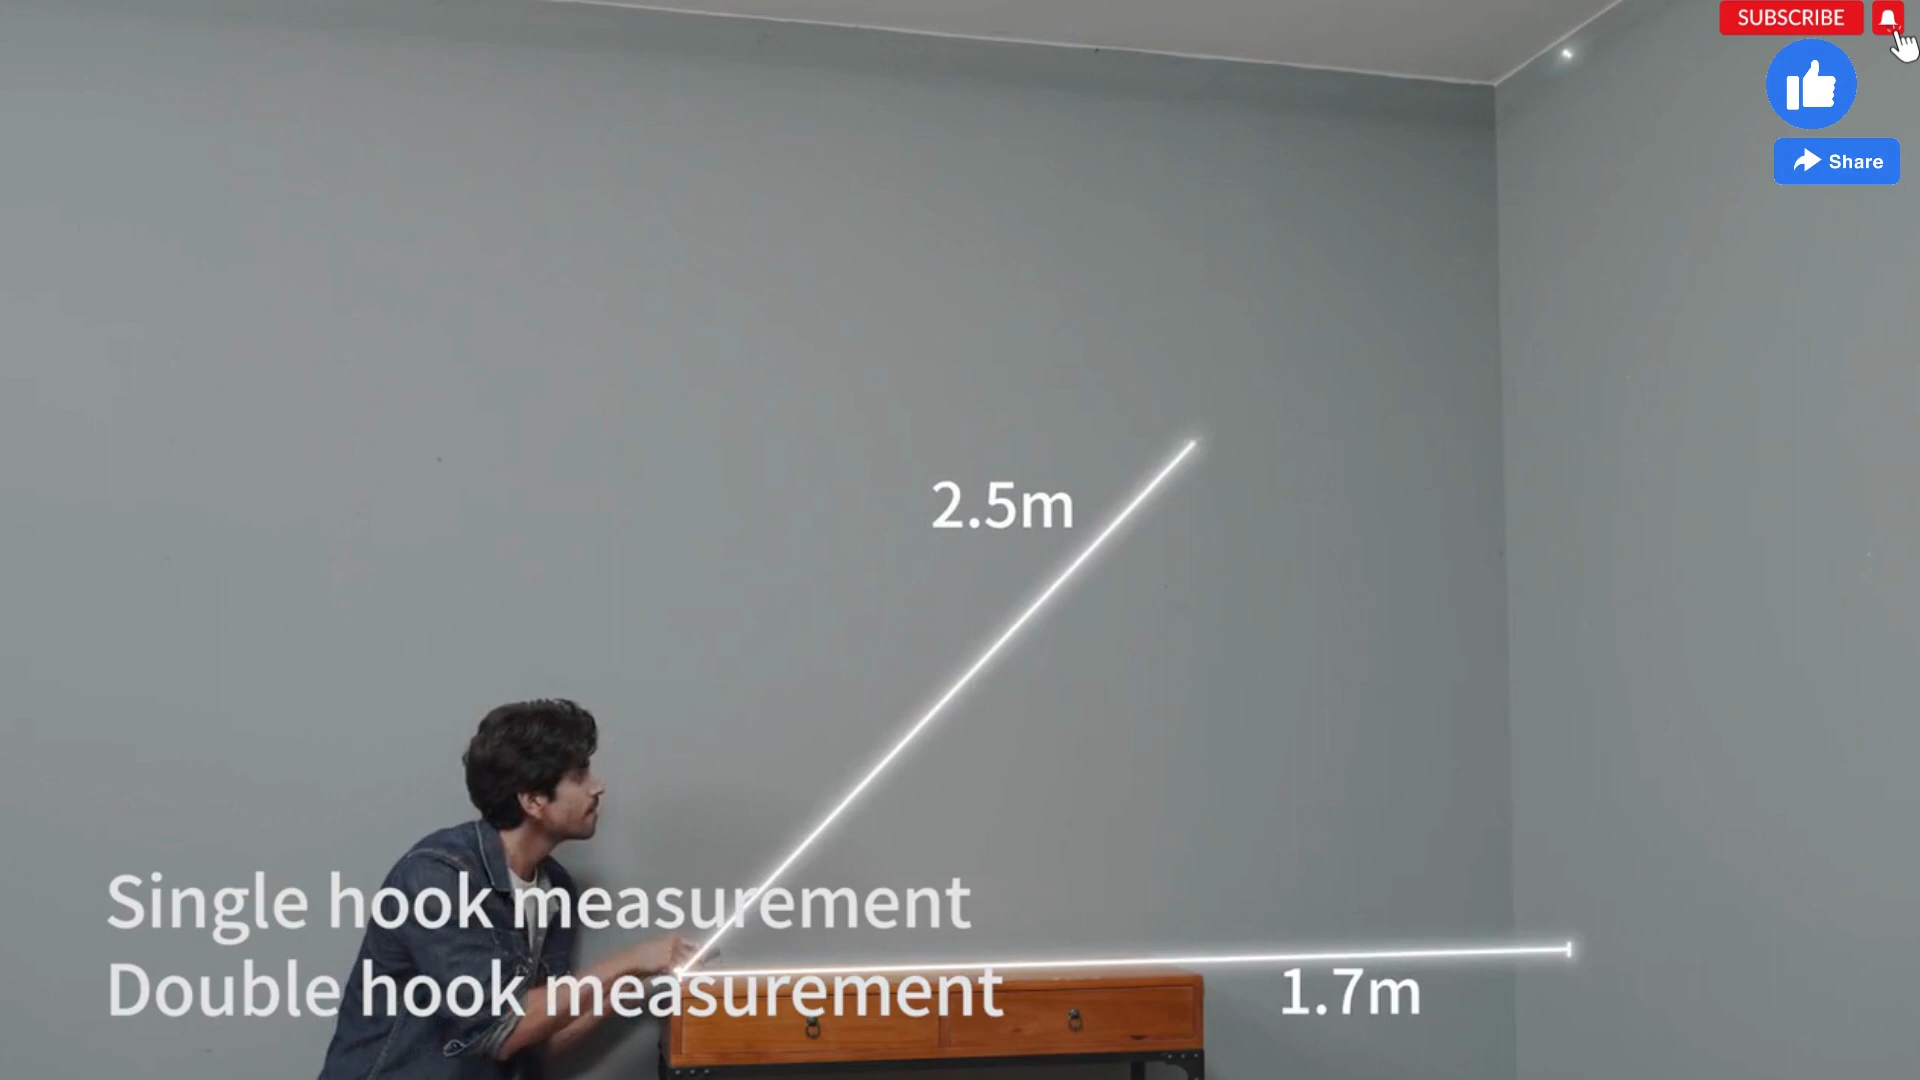 SUBSCRIBE
Share
2.5m
Single hook measurement
Double hook measurement
1.7m